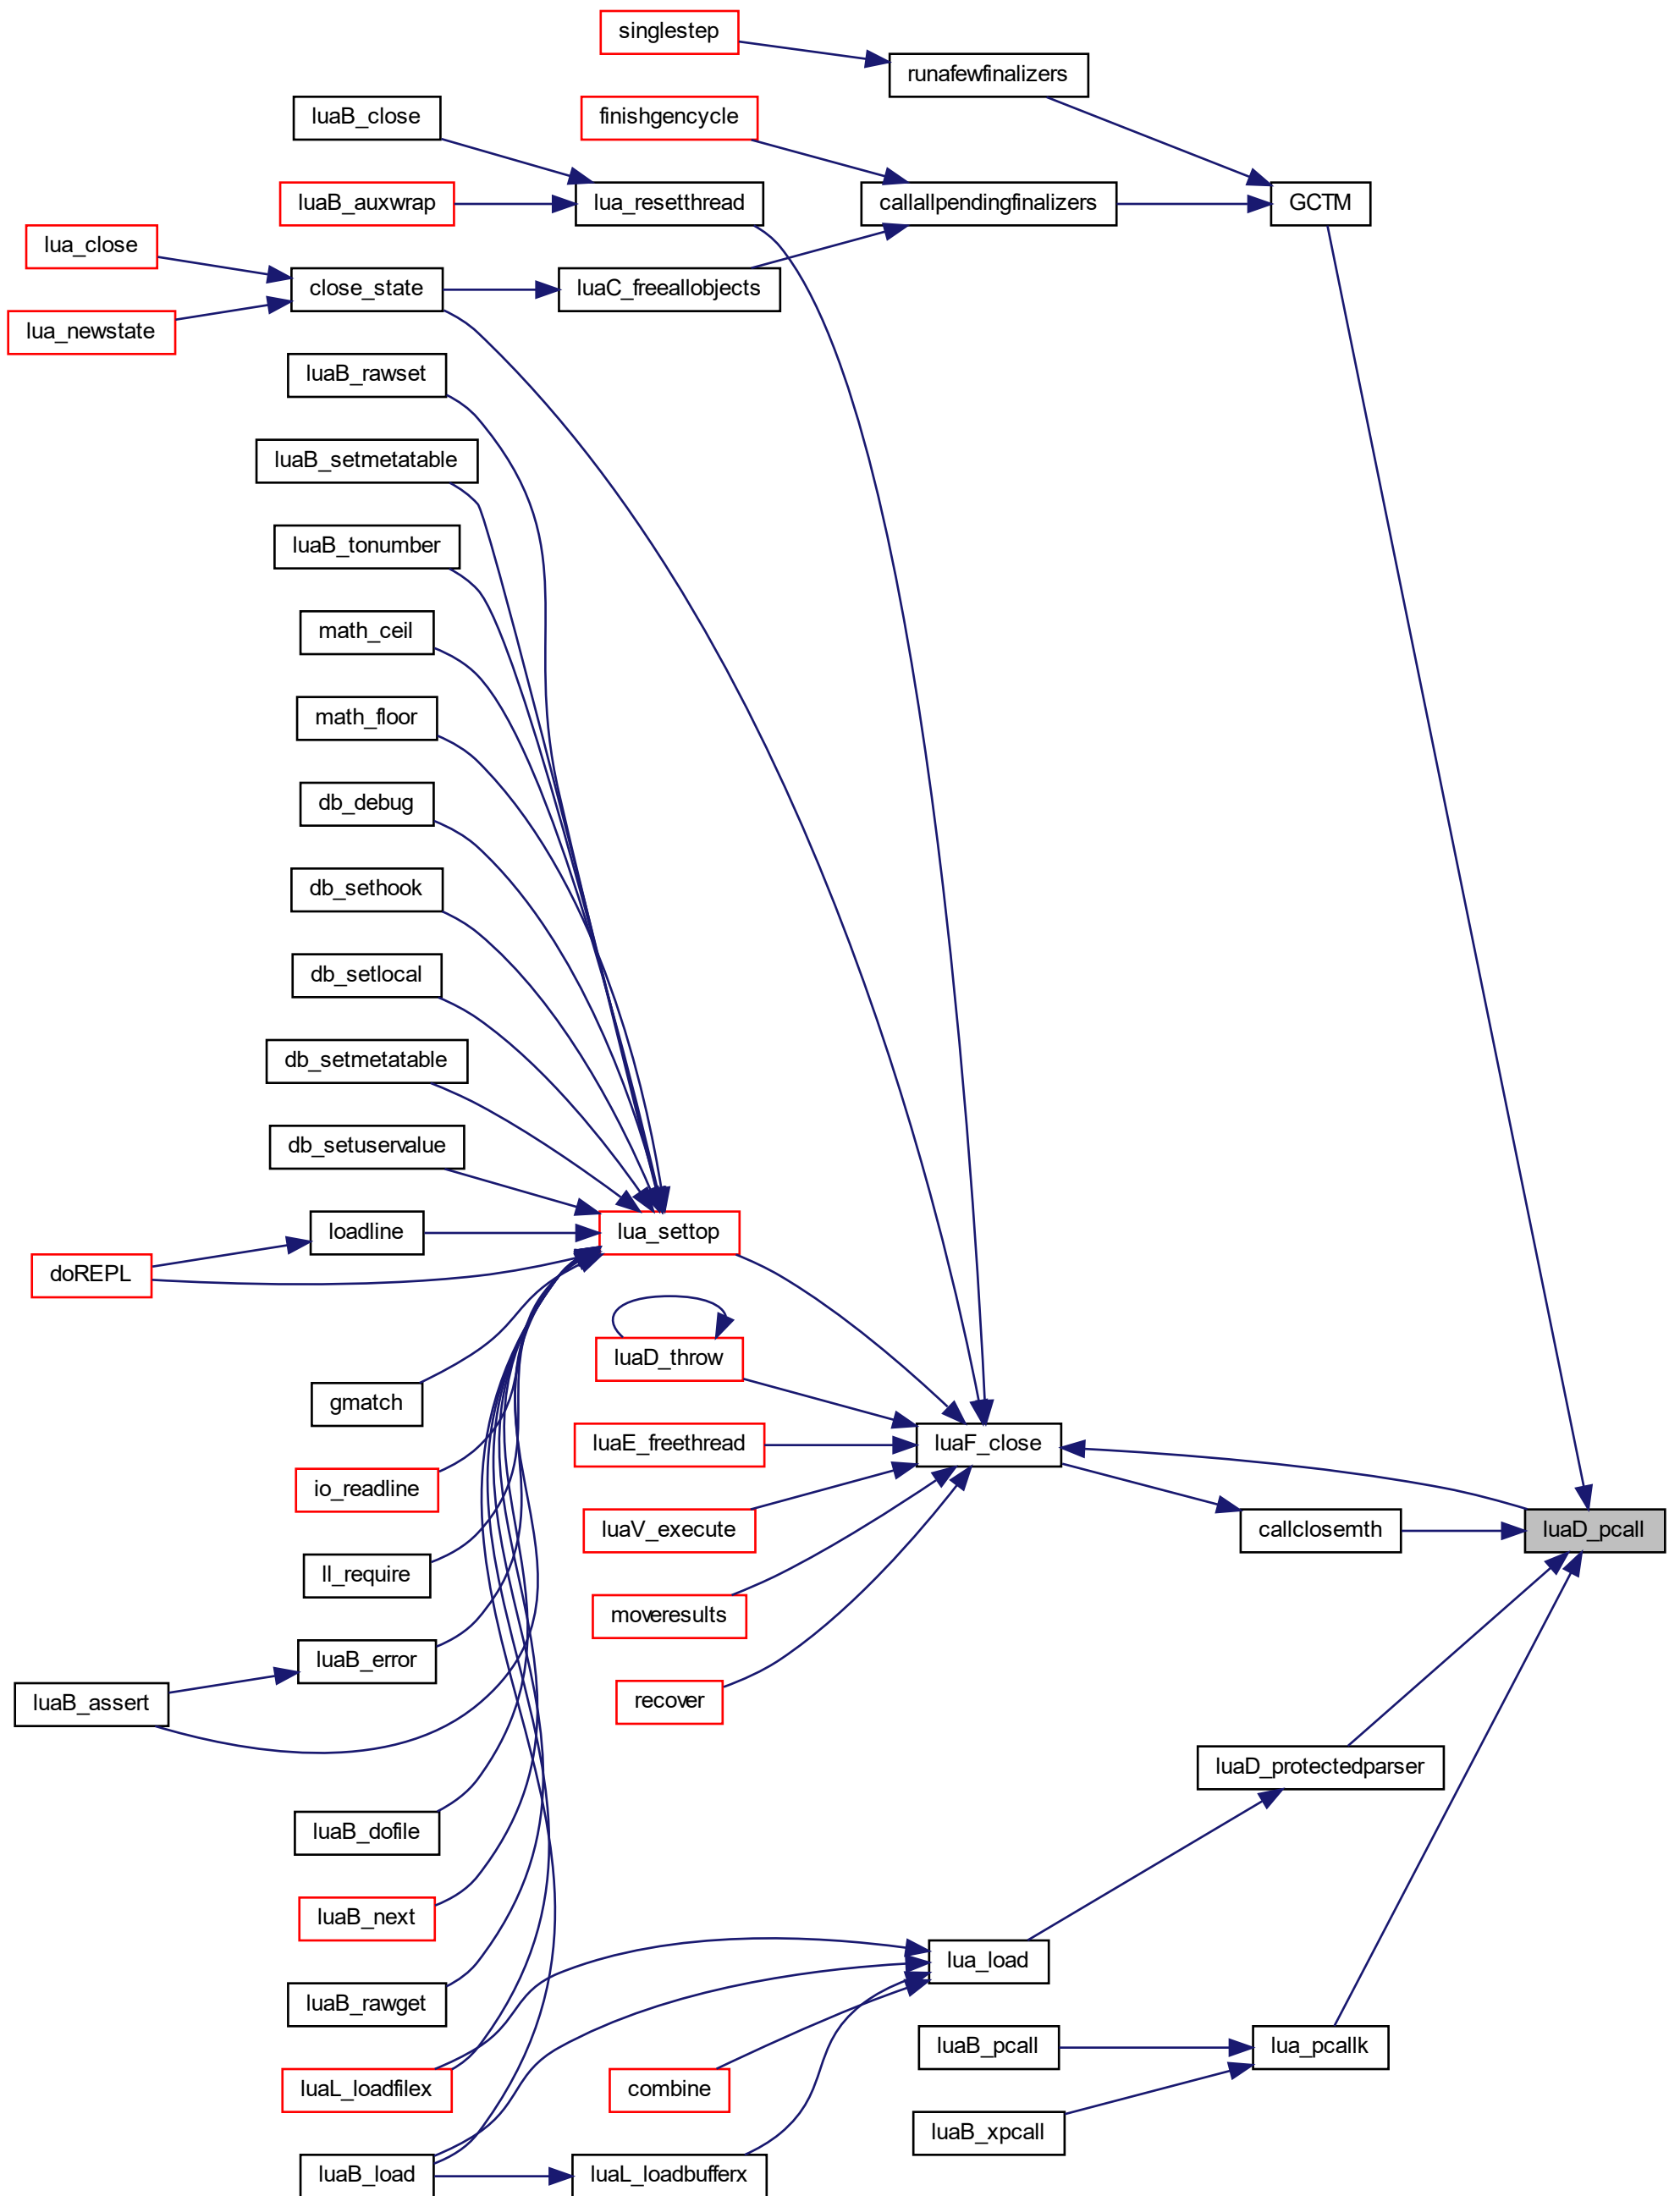 singlestep
runafewfinalizers
luaB_close
finishgencycle
luaB_auxwrap
lua_resetthread
callallpendingfinalizers
GCTM
lua_close
close_state
luaC_freeallobjects
lua_newstate
luaB_rawset
luaB_setmetatable
luaB_tonumber
math_ceil
math_floor
db_debug
db_sethook
db_setlocal
db_setmetatable
db_setuservalue
loadline
lua_settop
doREPL
luaD_throw
gmatch
luaE_freethread
luaF_close
io_readline
luaV_execute
callclosemth
luaD_pcall
ll_require
moveresults
luaB_error
recover
luaB_assert
luaD_protectedparser
luaB_dofile
luaB_next
lua_load
luaB_rawget
luaB_pcall
lua_pcallk
luaL_loadfilex
combine
luaB_xpcall
luaB_load
luaL_loadbufferx